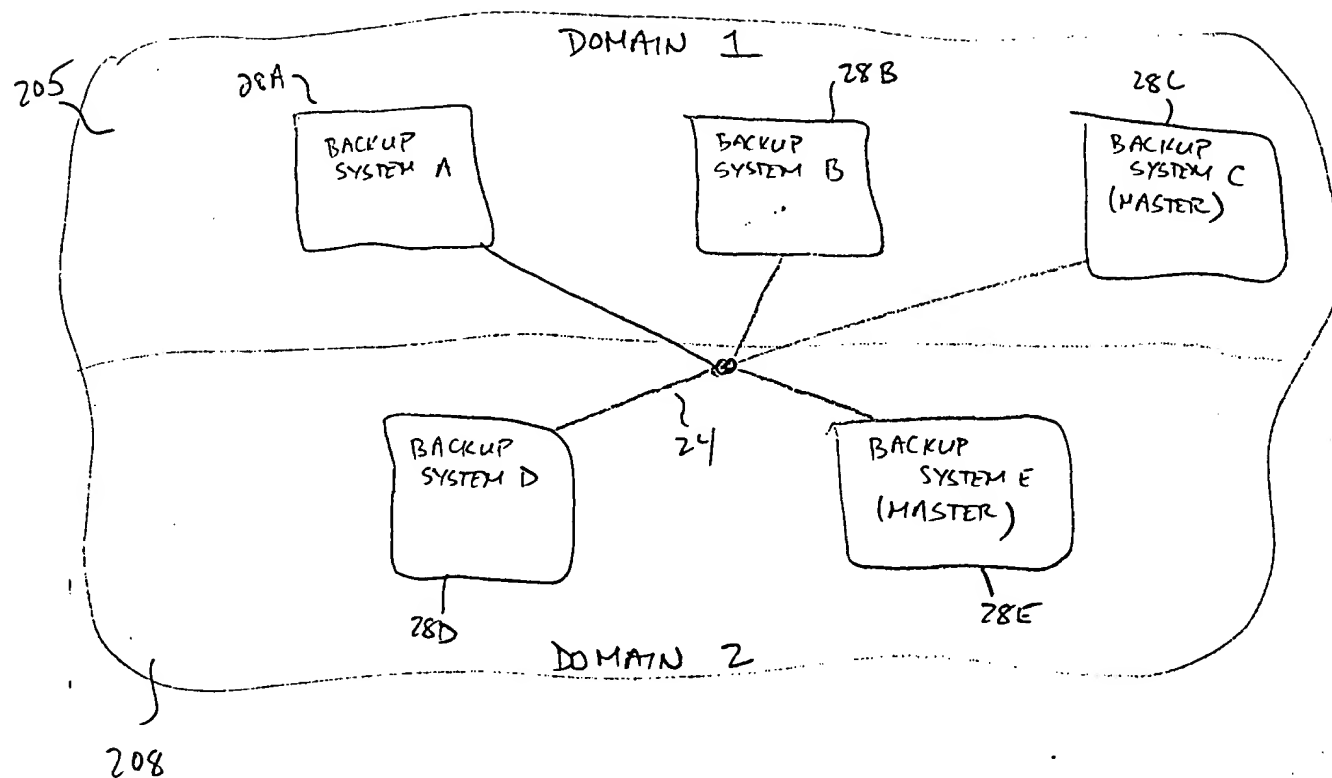 DOMAIN 1
205
28A
28B
28C
BACKUP
SYSTEM A
BACKUP
SYSTEM B
BACKUP
SYSTEM C
(MASTER)
24
BACKUP
SYSTEM D
BACKUP
SYSTEM E
(MASTER)
28D
28E
DOMAIN 2
208